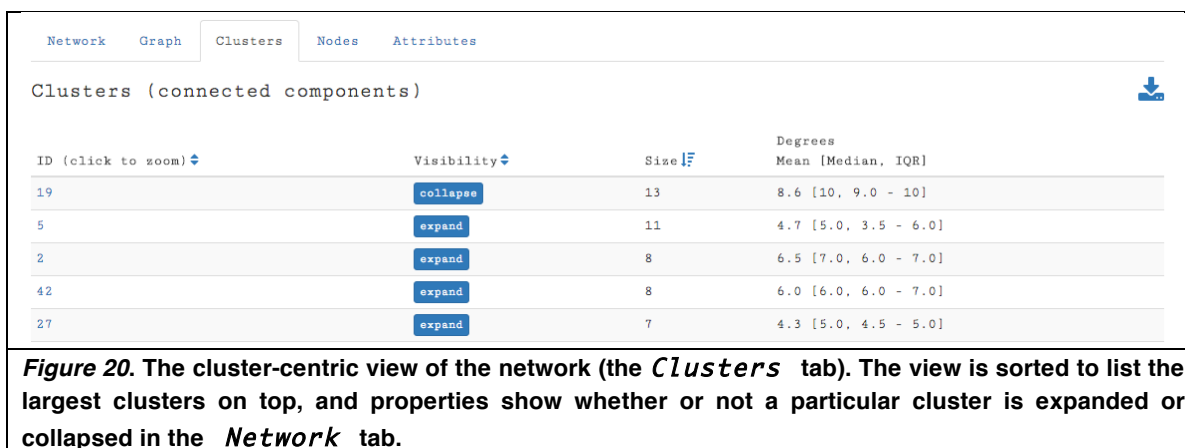 Network Graph Clusters Nodes Attributes
Clusters (connected components)
Degrees
ID (click to zoom) Visibility Size Mean [Median, IQR]
19 collapse 13 8.6 [10, 9.0 - 10]
5 expand 11 4.7 [5.0, 3.5 - 6.0]
2 expand 8 6.5 [7.0, 6.0 - 7.0]
42 expand 8 6.0 [6.0, 6.0 - 7.0]
27 expand 7 4.3 [5.0, 4.5 - 5.0]
Figure 20. The cluster-centric view of the network (the Clusters tab). The view is sorted to list the
largest clusters on top, and properties show whether or not a particular cluster is expanded or
collapsed in the Network tab.